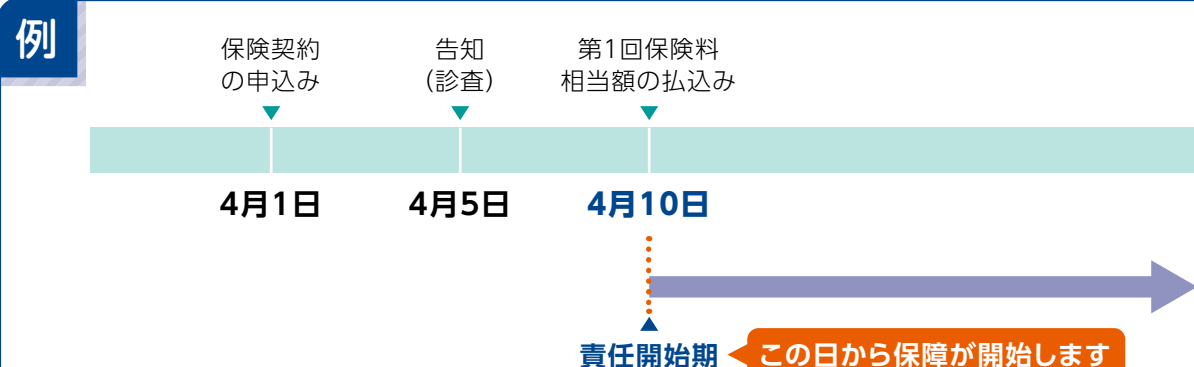 例
保険契約
の申込み
告知
（診査）
第1回保険料
相当額の払込み
4月1日
4月5日
4月10日
責任開始期
この日から保障が開始します